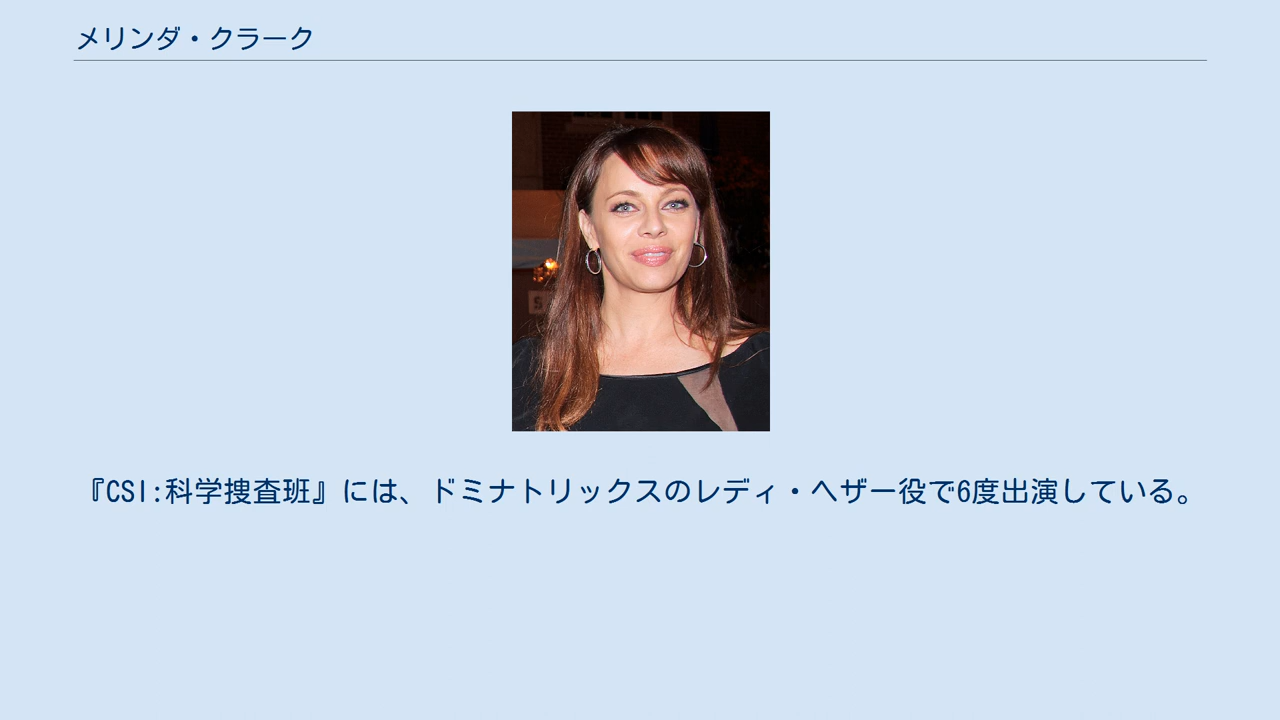 メリンダ・クラーク
『CSI:科学捜査班』には、ドミナトリックスのレディ・ヘザー役で6度出演している。